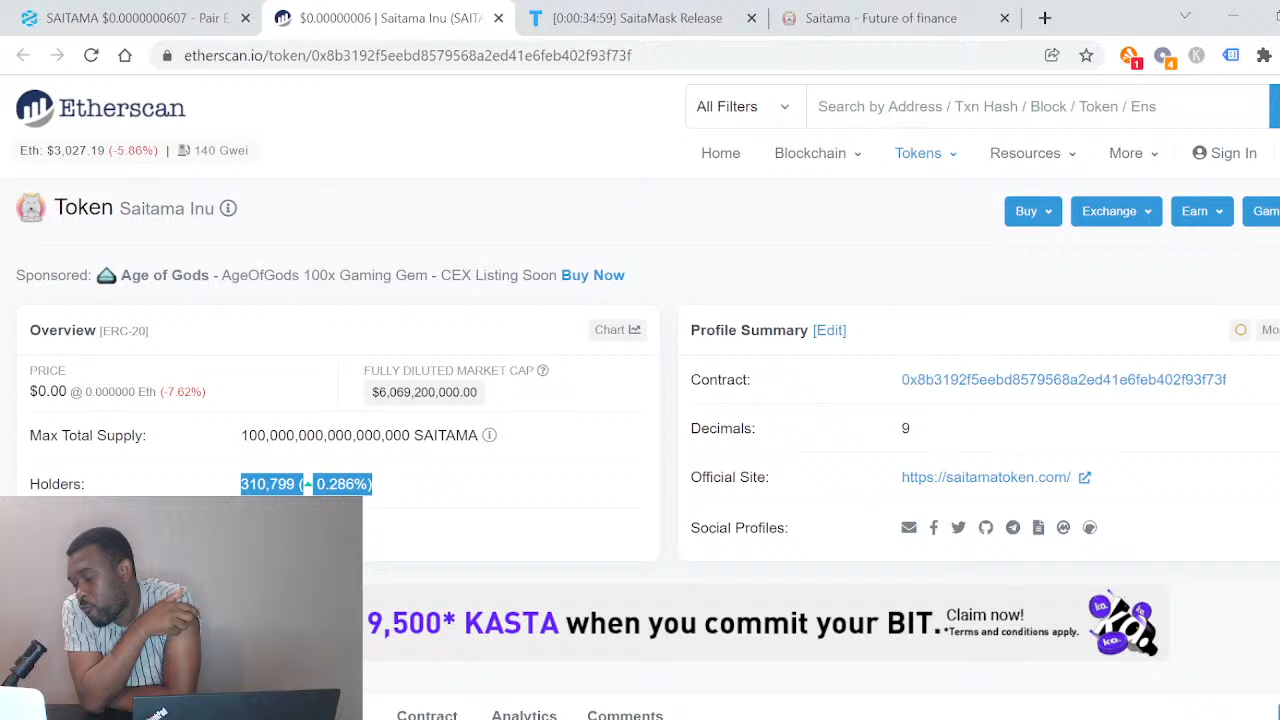 SAITAMA $0.000000000607 - Pair E
$0.00000006 | Saitama Inu (SAIT
[0:00:34:59] SaitaMask Release
Saitama - Future of finance
etherscan.io/token/0x8b3192f5eebd8579568a2ed41e6feb402f93f73f
1
4
K
Etherscan
All Filters
Search by Address / Txn Hash / Block / Token / Ens
Eth: $3,027.19 (-5.86%) | 140 Gwei
Home
Blockchain
Tokens
Resources
More
Sign In
Token Saitama Inu
Buy
Exchange
Earn
Gam
Sponsored: Age of Gods - AgeOfGods 100x Gaming Gem - CEX Listing Soon Buy Now
Overview [ERC-20]
Chart
PRICE
$0.00 @ 0.000000 Eth (-7.62%)
FULLY DILUTED MARKET CAP
$6,069,200,000.00
Max Total Supply: 100,000,000,000,000,000 SAITAMA
Holders: 310,799 (0.286%)
Profile Summary [Edit]
Mo
Contract: 0x8b3192f5eebd8579568a2ed41e6feb402f93f73f
Decimals: 9
Official Site: https://saitamatoken.com/
Social Profiles:
9,500* KASTA when you commit your BIT.
Claim now!
*Terms and conditions apply.
ko.
ko.
Contract
Analytics
Comments